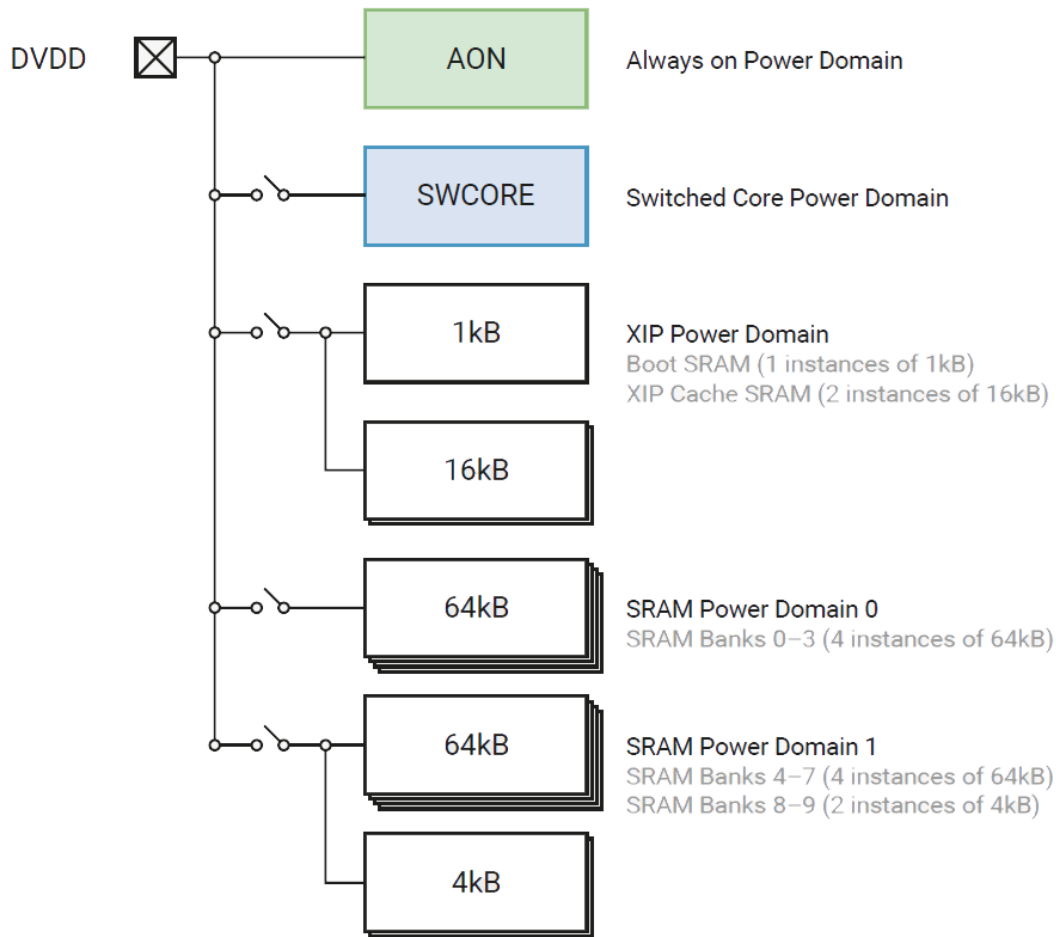 DVDD
AON
Always on Power Domain
SWCORE
Switched Core Power Domain
1kB
XIP Power Domain
Boot SRAM (1 instances of 1kB)
XIP Cache SRAM (2 instances of 16kB)
16kB
64kB
SRAM Power Domain 0
SRAM Banks 0–3 (4 instances of 64kB)
64kB
SRAM Power Domain 1
SRAM Banks 4–7 (4 instances of 64kB)
SRAM Banks 8–9 (2 instances of 4kB)
4kB